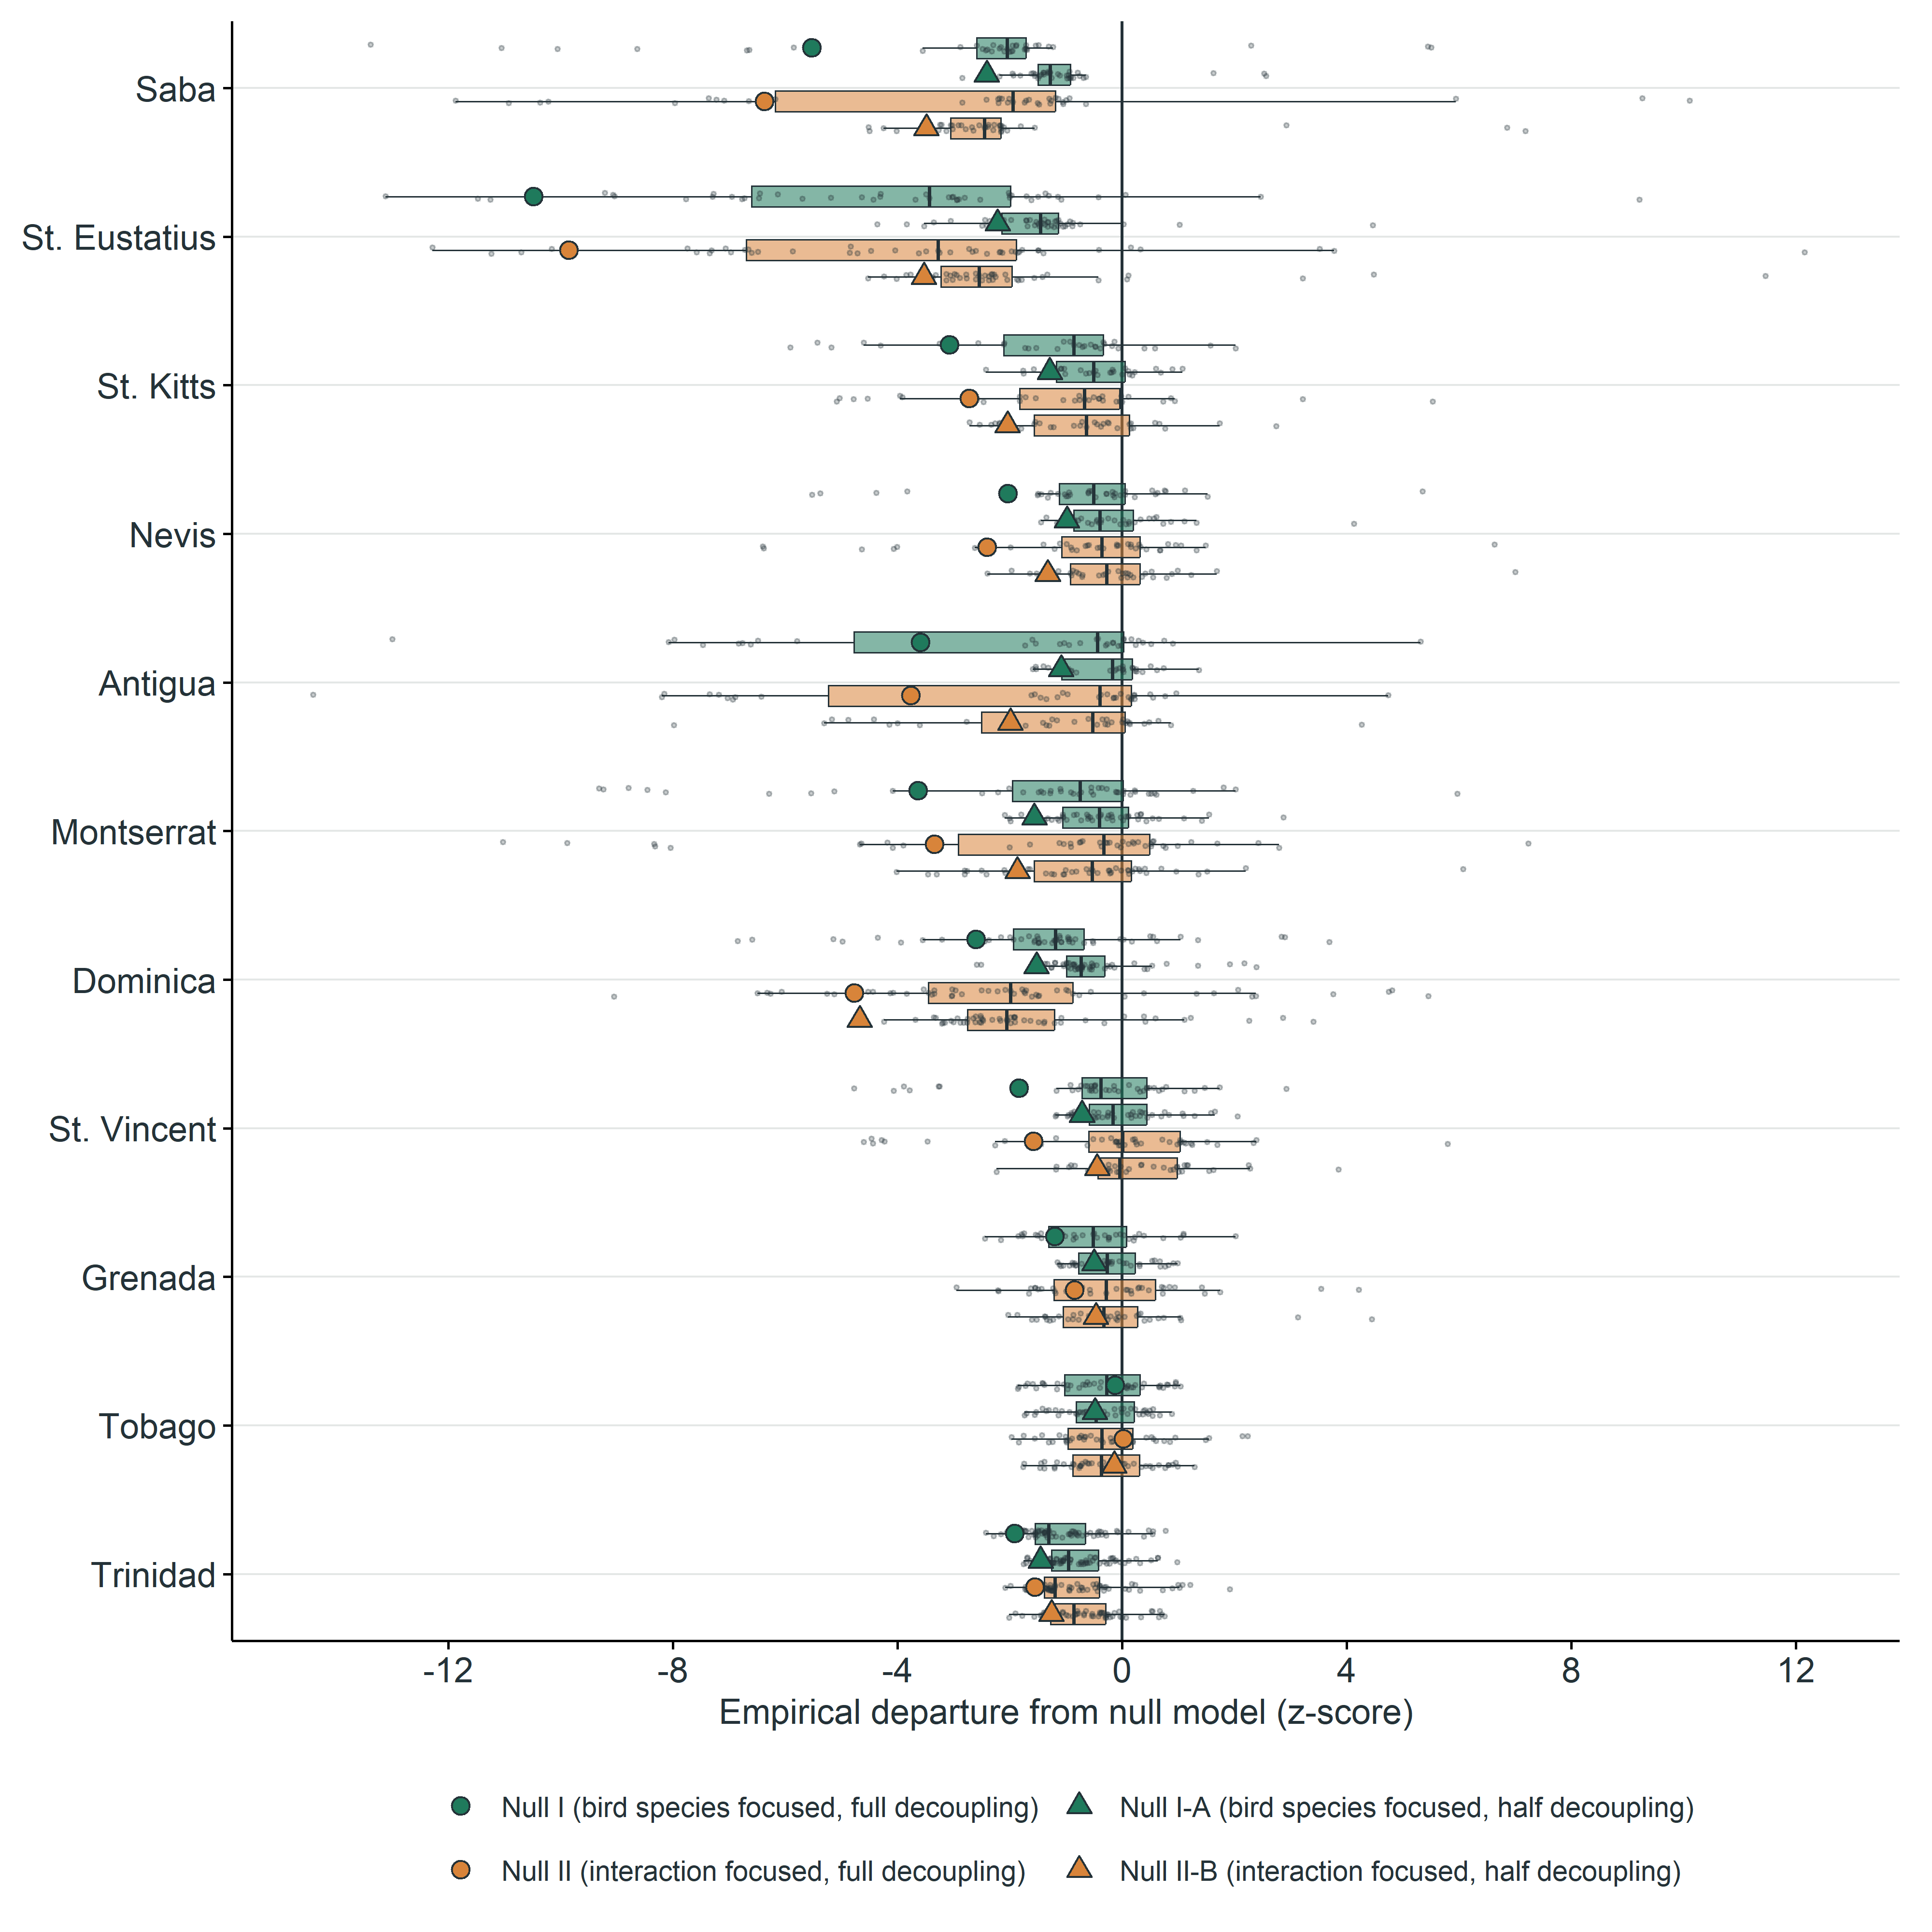 Saba
St. Eustatius
St. Kitts
Nevis
Antigua
Montserrat
Dominica
St. Vincent
Grenada
Tobago
Trinidad
-12 -8 -4 0 4 8 12
Empirical departure from null model (z-score)
Null I (bird species focused, full decoupling) Null I-A (bird species focused, half decoupling)
Null II (interaction focused, full decoupling) Null II-B (interaction focused, half decoupling)